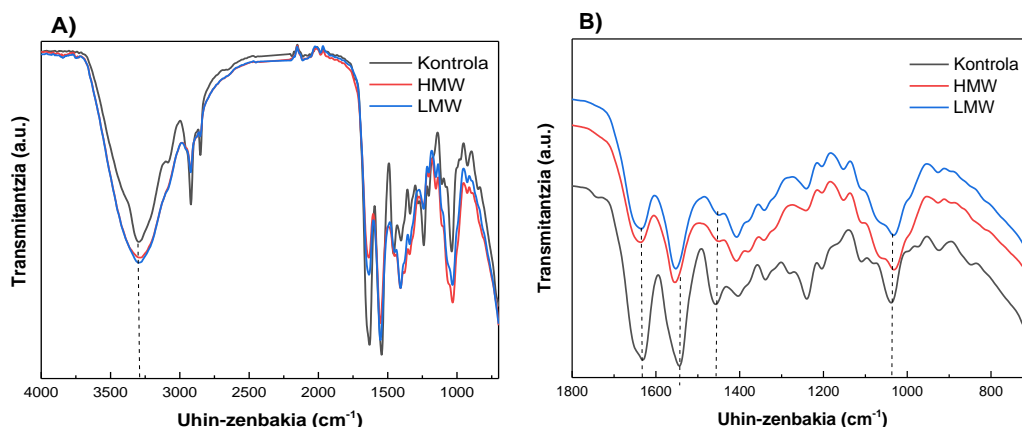 A)
Kontrola
HMW
LMW
Transmitantzia (a.u.)
4000 3500 3000 2500 2000 1500 1000
Uhin-zenbakia (cm⁻¹)
B)
Kontrola
HMW
LMW
Transmitantzia (a.u.)
1800 1600 1400 1200 1000 800
Uhin-zenbakia (cm⁻¹)